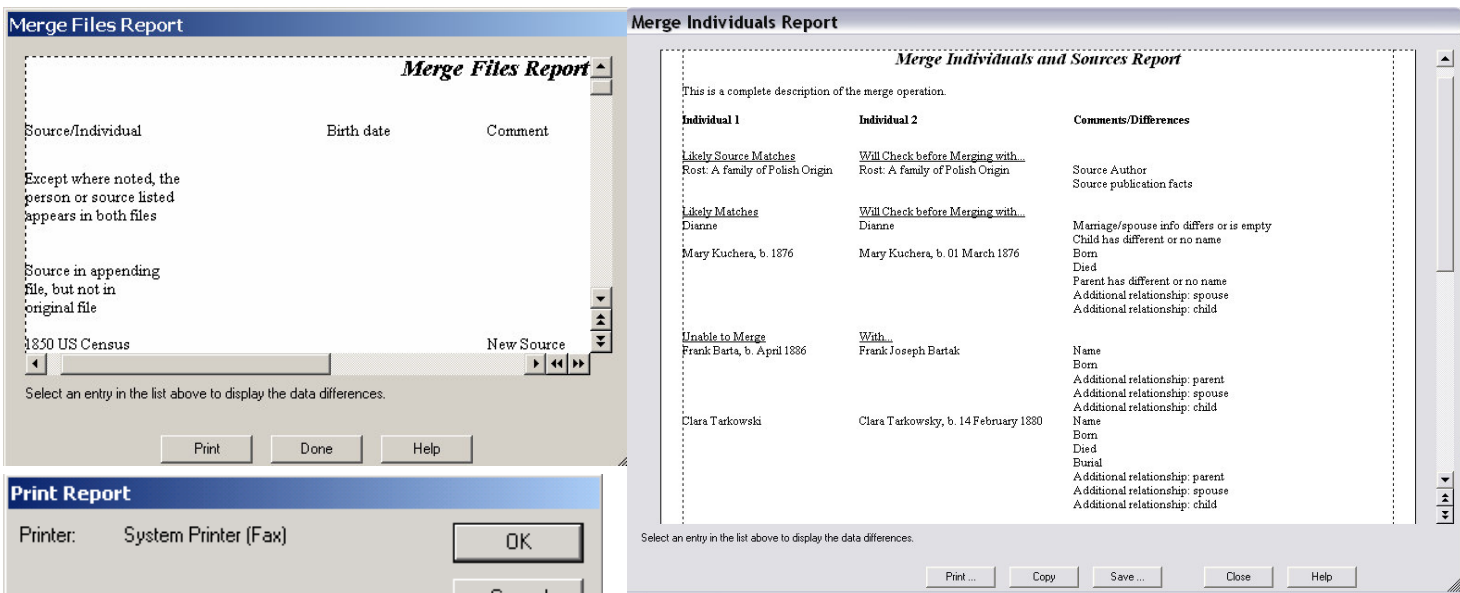 Merge Files Report
Merge Files Report
Source/Individual Birth date Comment
Except where noted, the
person or source listed
appears in both files
Source in appending
file, but not in
original file
1850 US Census New Source
Select an entry in the list above to display the data differences.
Print Done Help
Print Report
Printer: System Printer (Fax) OK
Merge Individuals Report
Merge Individuals and Sources Report
This is a complete description of the merge operation.
Individual 1 Individual 2 Comments/Differences
Likely Source Matches Will Check before Merging with...
Rost: A family of Polish Origin Rost: A family of Polish Origin Source Author
Source publication facts
Likely Matches Will Check before Merging with...
Dianne Dianne Marriage/spouse info differs or is empty
Child has different or no name
Mary Kuchera, b. 1876 Mary Kuchera, b. 01 March 1876 Born
Died
Parent has different or no name
Additional relationship: spouse
Additional relationship: child
Unable to Merge With...
Frank Barta, b. April 1886 Frank Joseph Bartak Name
Born
Additional relationship: parent
Additional relationship: spouse
Additional relationship: child
Clara Tarkowski Clara Tarkowsky, b. 14 February 1880 Name
Born
Died
Burial
Additional relationship: parent
Additional relationship: spouse
Additional relationship: child
Select an entry in the list above to display the data differences.
Print ... Copy Save ... Close Help